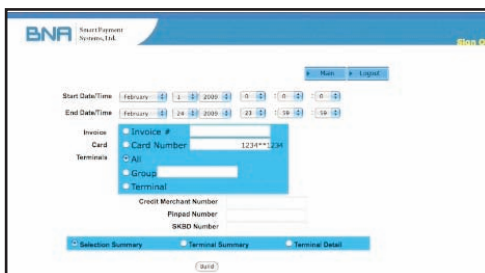 BNA Smart Payment
Systems, Ltd.
Sign O
Main Logout
Start Date/Time February 1 2009 0 : 0 : 0
End Date/Time February 24 2009 23 : 59 : 59
Invoice Invoice #
Card Card Number 1234**1234
Terminals All
Group
Terminal
Credit Merchant Number
Pinpad Number
SKBD Number
Selection Summary Terminal Summary Terminal Detail